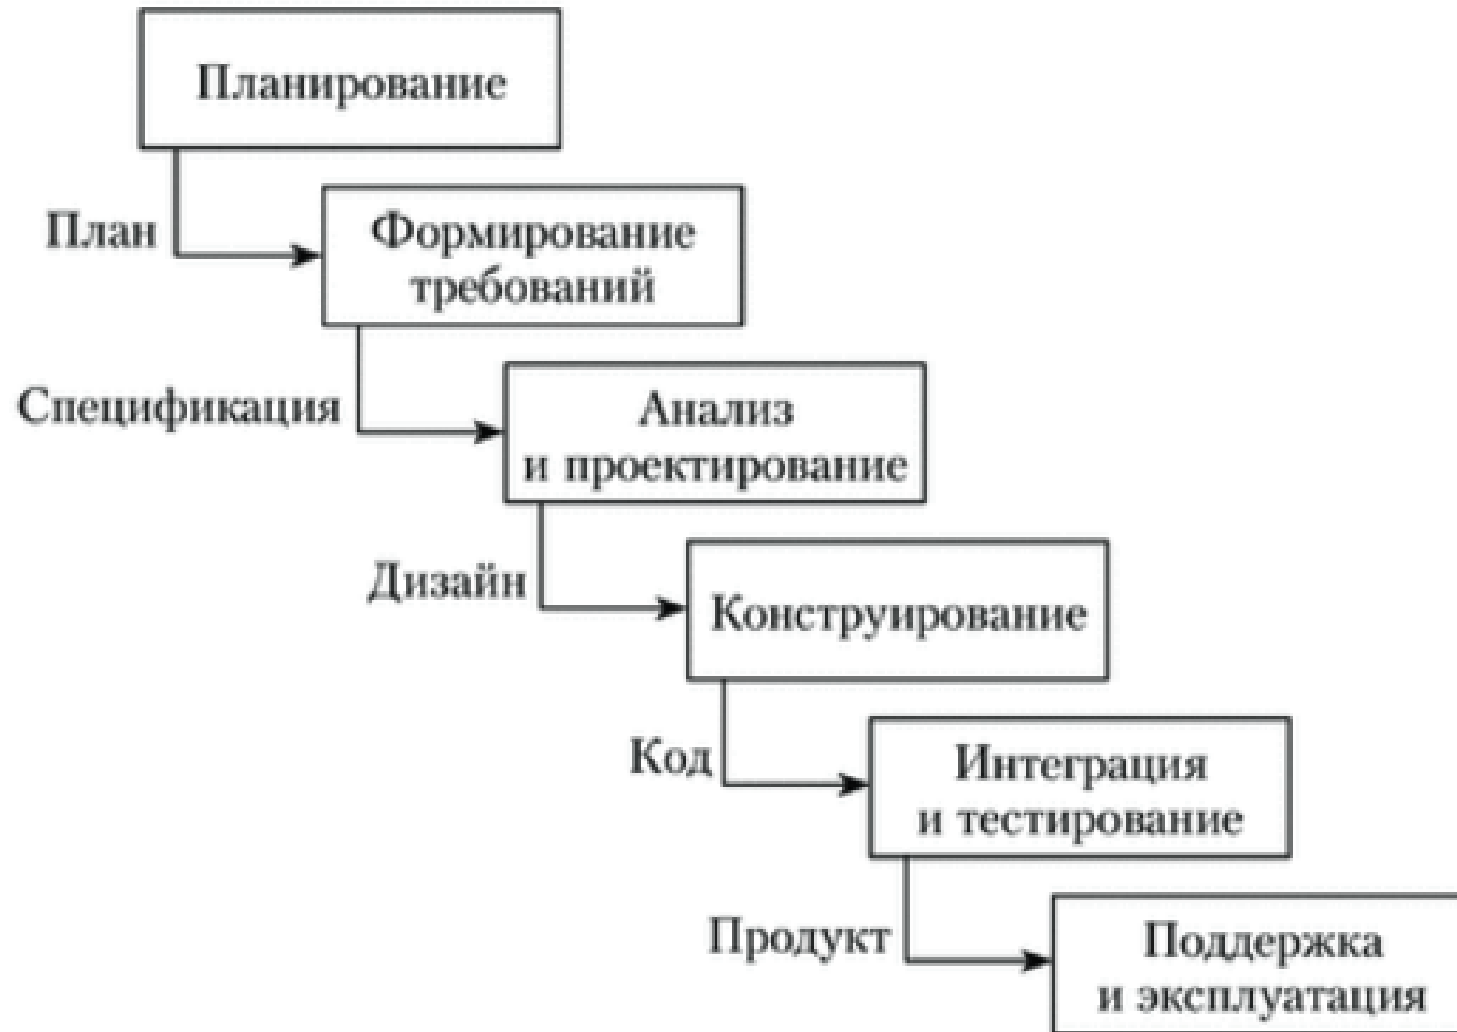 Планирование
План
Формирование
требований
Спецификация
Анализ
и проектирование
Дизайн
Конструирование
Код
Интеграция
и тестирование
Продукт
Поддержка
и эксплуатация